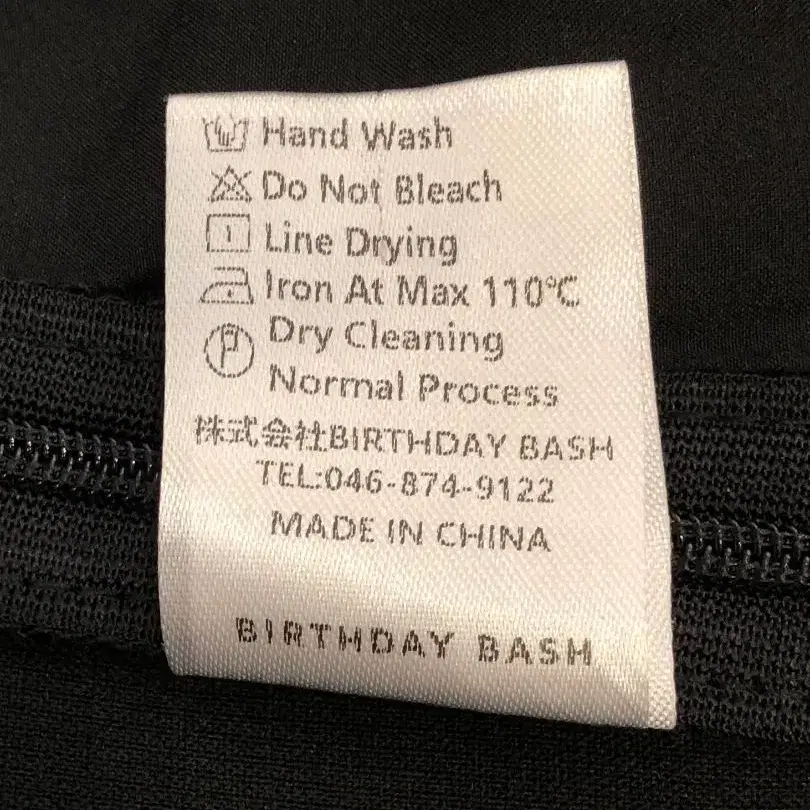 Hand Wash
Do Not Bleach
Line Drying
Iron At Max 110℃
Dry Cleaning
Normal Process
株式会社BIRTHDAY BASH
TEL:046-874-9122
MADE IN CHINA
BIRTHDAY BASH